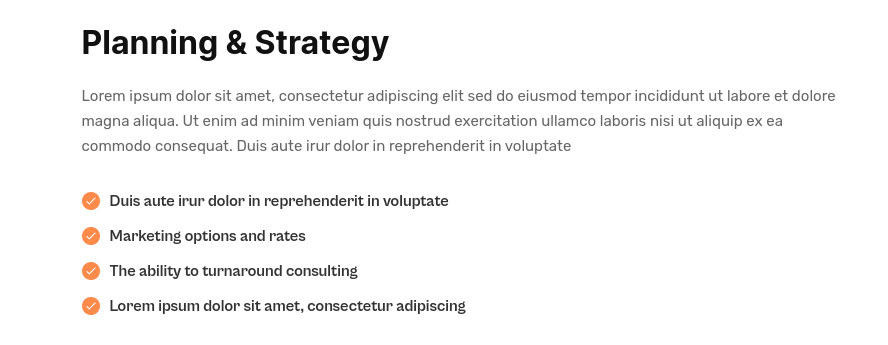 Planning & Strategy
Lorem ipsum dolor sit amet, consectetur adipiscing elit sed do eiusmod tempor incididunt ut labore et dolore
magna aliqua. Ut enim ad minim veniam quis nostrud exercitation ullamco laboris nisi ut aliquip ex ea
commodo consequat. Duis aute irur dolor in reprehenderit in voluptate
Duis aute irur dolor in reprehenderit in voluptate
Marketing options and rates
The ability to turnaround consulting
Lorem ipsum dolor sit amet, consectetur adipiscing